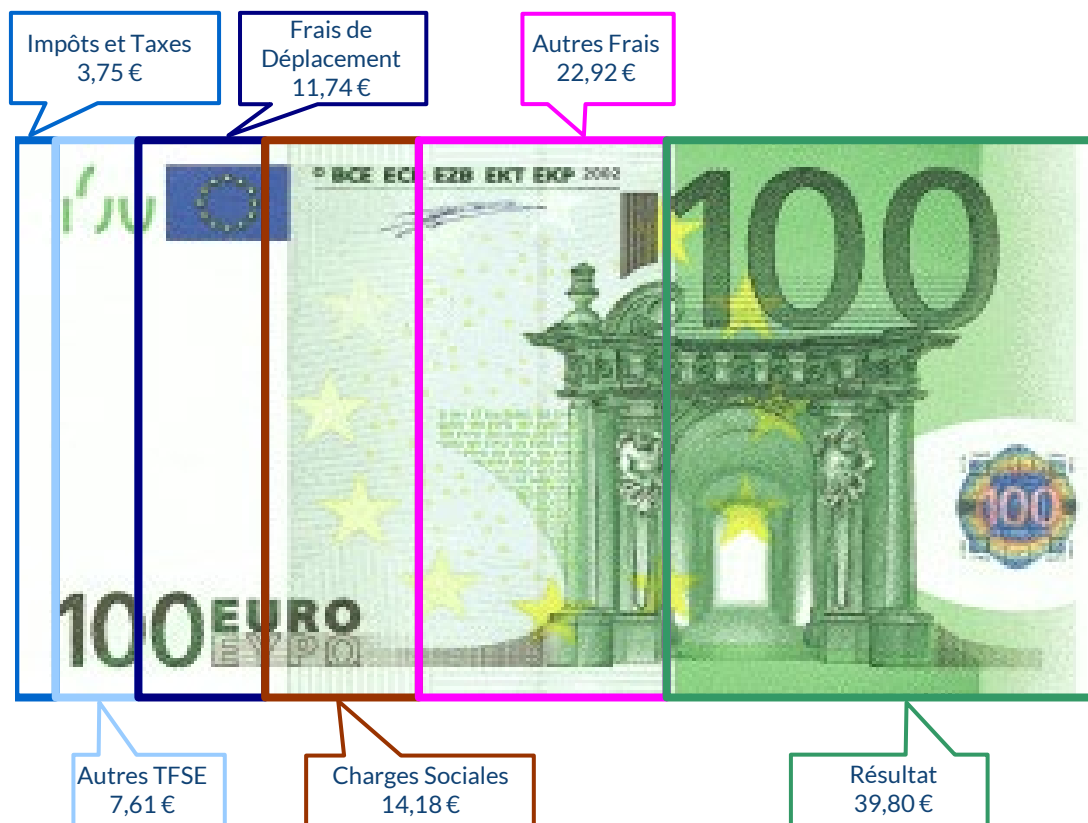 Impôts et Taxes
3,75 €
Frais de
Déplacement
11,74 €
Autres Frais
22,92 €
© BCE ECB EZB EKT EKP 2002
100
100
100 EURO
ΕΥΡΩ
Autres TFSE
7,61 €
Charges Sociales
14,18 €
Résultat
39,80 €